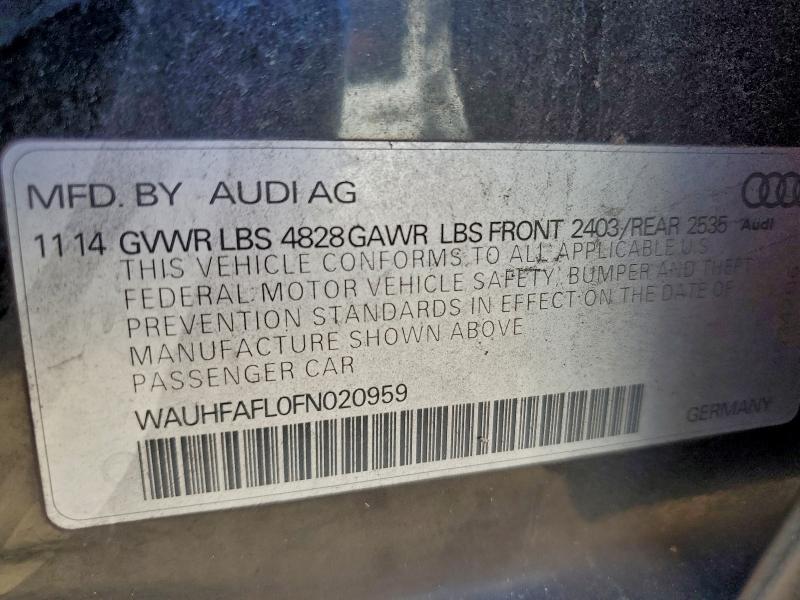 MFD. BY AUDI AG
11 14 GVWR LBS 4828 GAWR LBS FRONT 2403/REAR 2535
Audi
THIS VEHICLE CONFORMS TO ALL APPLICABLE U.S.
FEDERAL MOTOR VEHICLE SAFETY, BUMPER AND THEFT
PREVENTION STANDARDS IN EFFECT ON THE DATE OF
MANUFACTURE SHOWN ABOVE
PASSENGER CAR
WAUHFAFL0FN020959
GERMANY